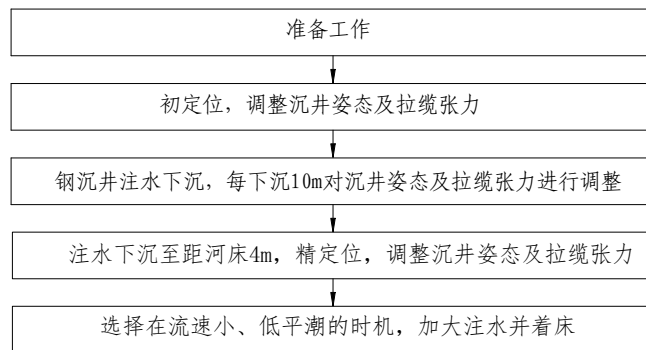 准备工作
初定位，调整沉井姿态及拉缆张力
钢沉井注水下沉，每下沉10m对沉井姿态及拉缆张力进行调整
注水下沉至距河床4m，精定位，调整沉井姿态及拉缆张力
选择在流速小、低平潮的时机，加大注水并着床